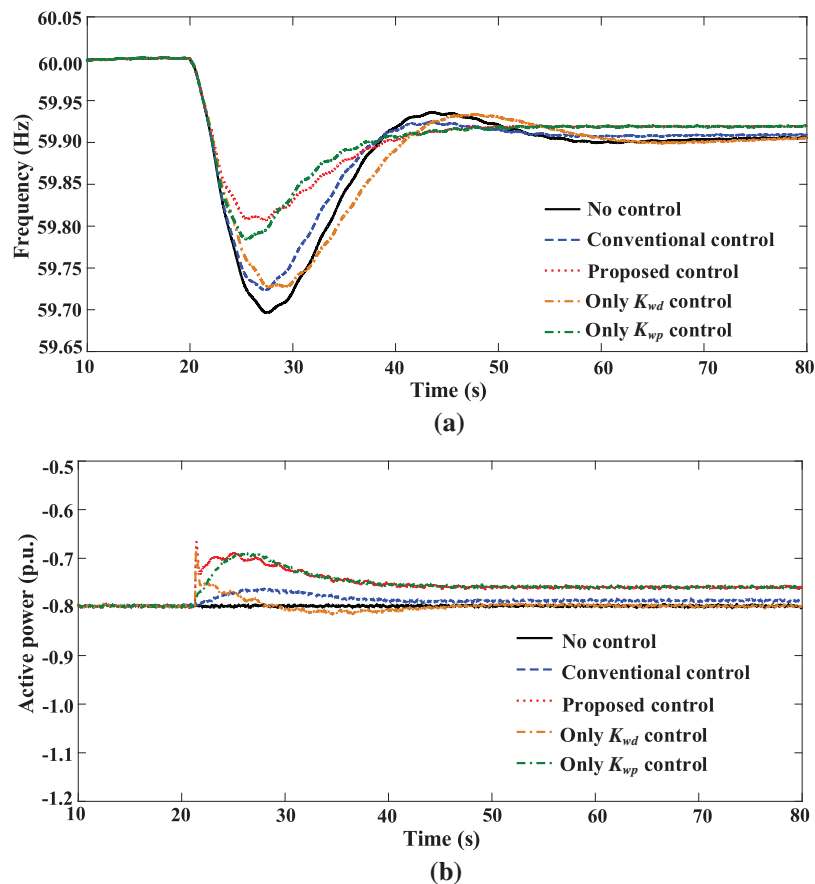 60.05
60.00
59.95
59.90
59.85
59.80
59.75
59.70
59.65
Frequency (Hz)
No control
Conventional control
Proposed control
Only Kwd control
Only Kwp control
10 20 30 40 50 60 70 80
Time (s)
(a)
-0.5
-0.6
-0.7
-0.8
-0.9
-1.0
-1.1
-1.2
Active power (p.u.)
No control
Conventional control
Proposed control
Only Kwd control
Only Kwp control
10 20 30 40 50 60 70 80
Time (s)
(b)